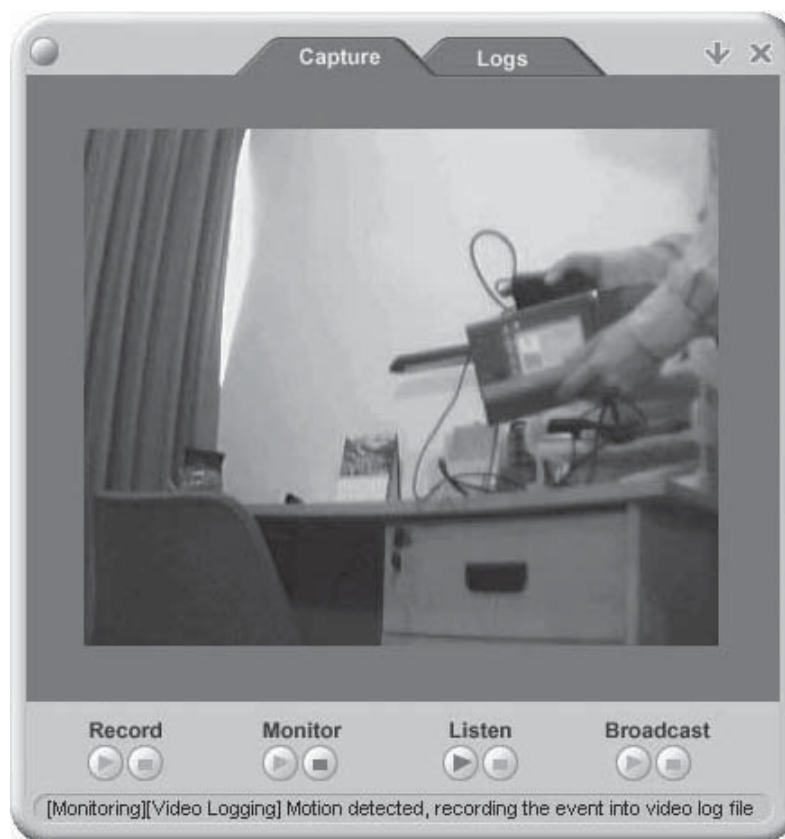 Capture Logs
Record Monitor Listen Broadcast
[Monitoring][Video Logging] Motion detected, recording the event into video log file